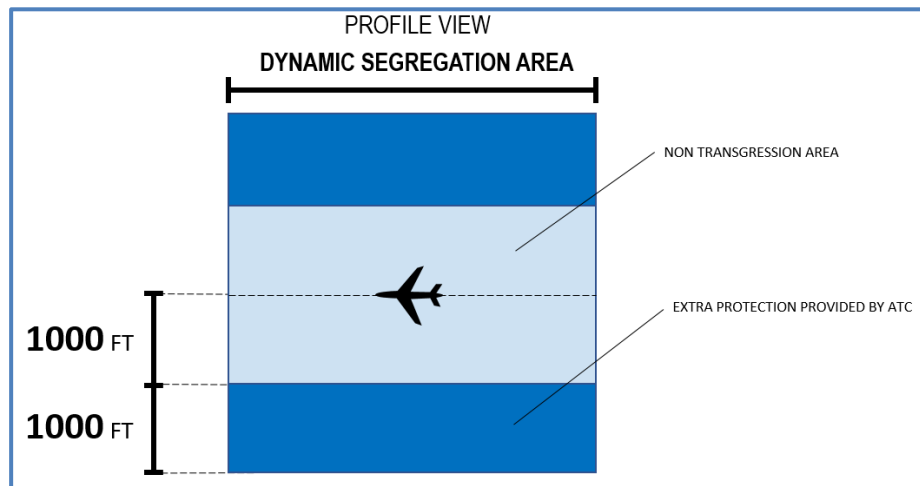 PROFILE VIEW
DYNAMIC SEGREGATION AREA
NON TRANSGRESSION AREA
EXTRA PROTECTION PROVIDED BY ATC
1000 FT
1000 FT